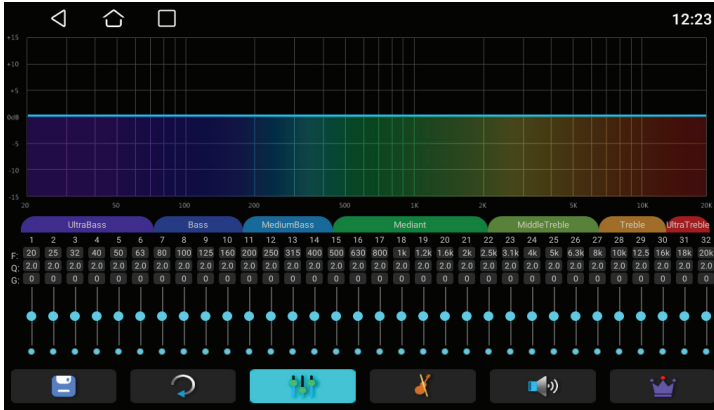 12:23
+15
+10
+5
0dB
-5
-10
-15
20 50 100 200 500 1K 2K 5K 10K 20K
UltraBass Bass MediumBass Mediant MiddleTreble Treble UltraTreble
1 2 3 4 5 6 7 8 9 10 11 12 13 14 15 16 17 18 19 20 21 22 23 24 25 26 27 28 29 30 31 32
F: 20 25 32 40 50 63 80 100 125 160 200 250 315 400 500 630 800 1k 1.2k 1.6k 2k 2.5k 3.1k 4k 5k 6.3k 8k 10k 12.5 16k 18k 20k
Q: 2.0 2.0 2.0 2.0 2.0 2.0 2.0 2.0 2.0 2.0 2.0 2.0 2.0 2.0 2.0 2.0 2.0 2.0 2.0 2.0 2.0 2.0 2.0 2.0 2.0 2.0 2.0 2.0 2.0 2.0 2.0 2.0
G: 0 0 0 0 0 0 0 0 0 0 0 0 0 0 0 0 0 0 0 0 0 0 0 0 0 0 0 0 0 0 0 0